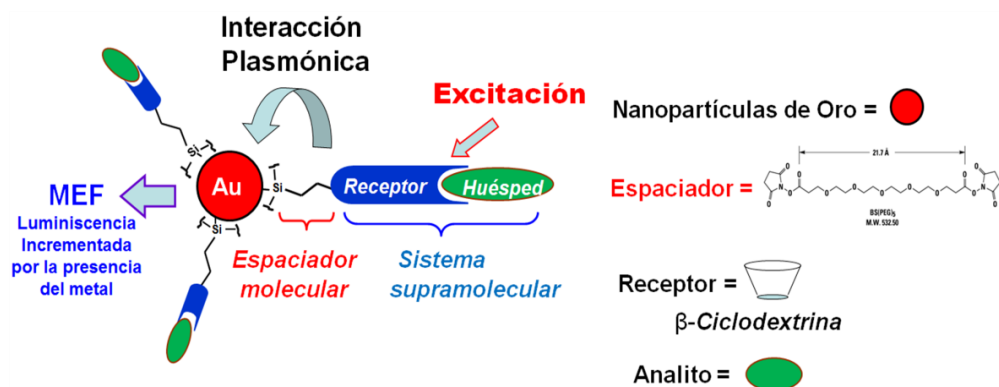 Interacción
Plasmónica
Excitación
Si
Au
Si
Receptor
Huésped
Si
MEF
Luminiscencia
Incrementada
por la presencia
del metal
Espaciador
molecular
Sistema
supramolecular
Nanopartículas de Oro =
21.7 Å
Espaciador =
BS(PEG)5
M.W. 532.50
Receptor =
β-Ciclodextrina
Analito =